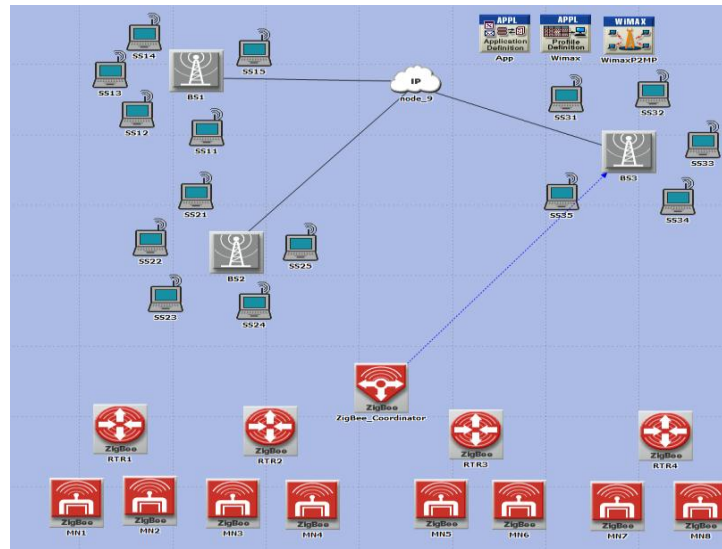 APPL
Application
Definition
App
APPL
Profile
Definition
Wimax
WiMAX
WimaxP2MP
SS14
SS15
SS13
BS1
IP
node_9
SS12
SS11
SS31
SS32
SS33
BS3
SS35
SS34
SS21
SS22
BS2
SS25
SS23
SS24
ZigBee
ZigBee_Coordinator
ZigBee
RTR1
ZigBee
RTR2
ZigBee
RTR3
ZigBee
RTR4
ZigBee
MN1
ZigBee
MN2
ZigBee
MN3
ZigBee
MN4
ZigBee
MN5
ZigBee
MN6
ZigBee
MN7
ZigBee
MN8